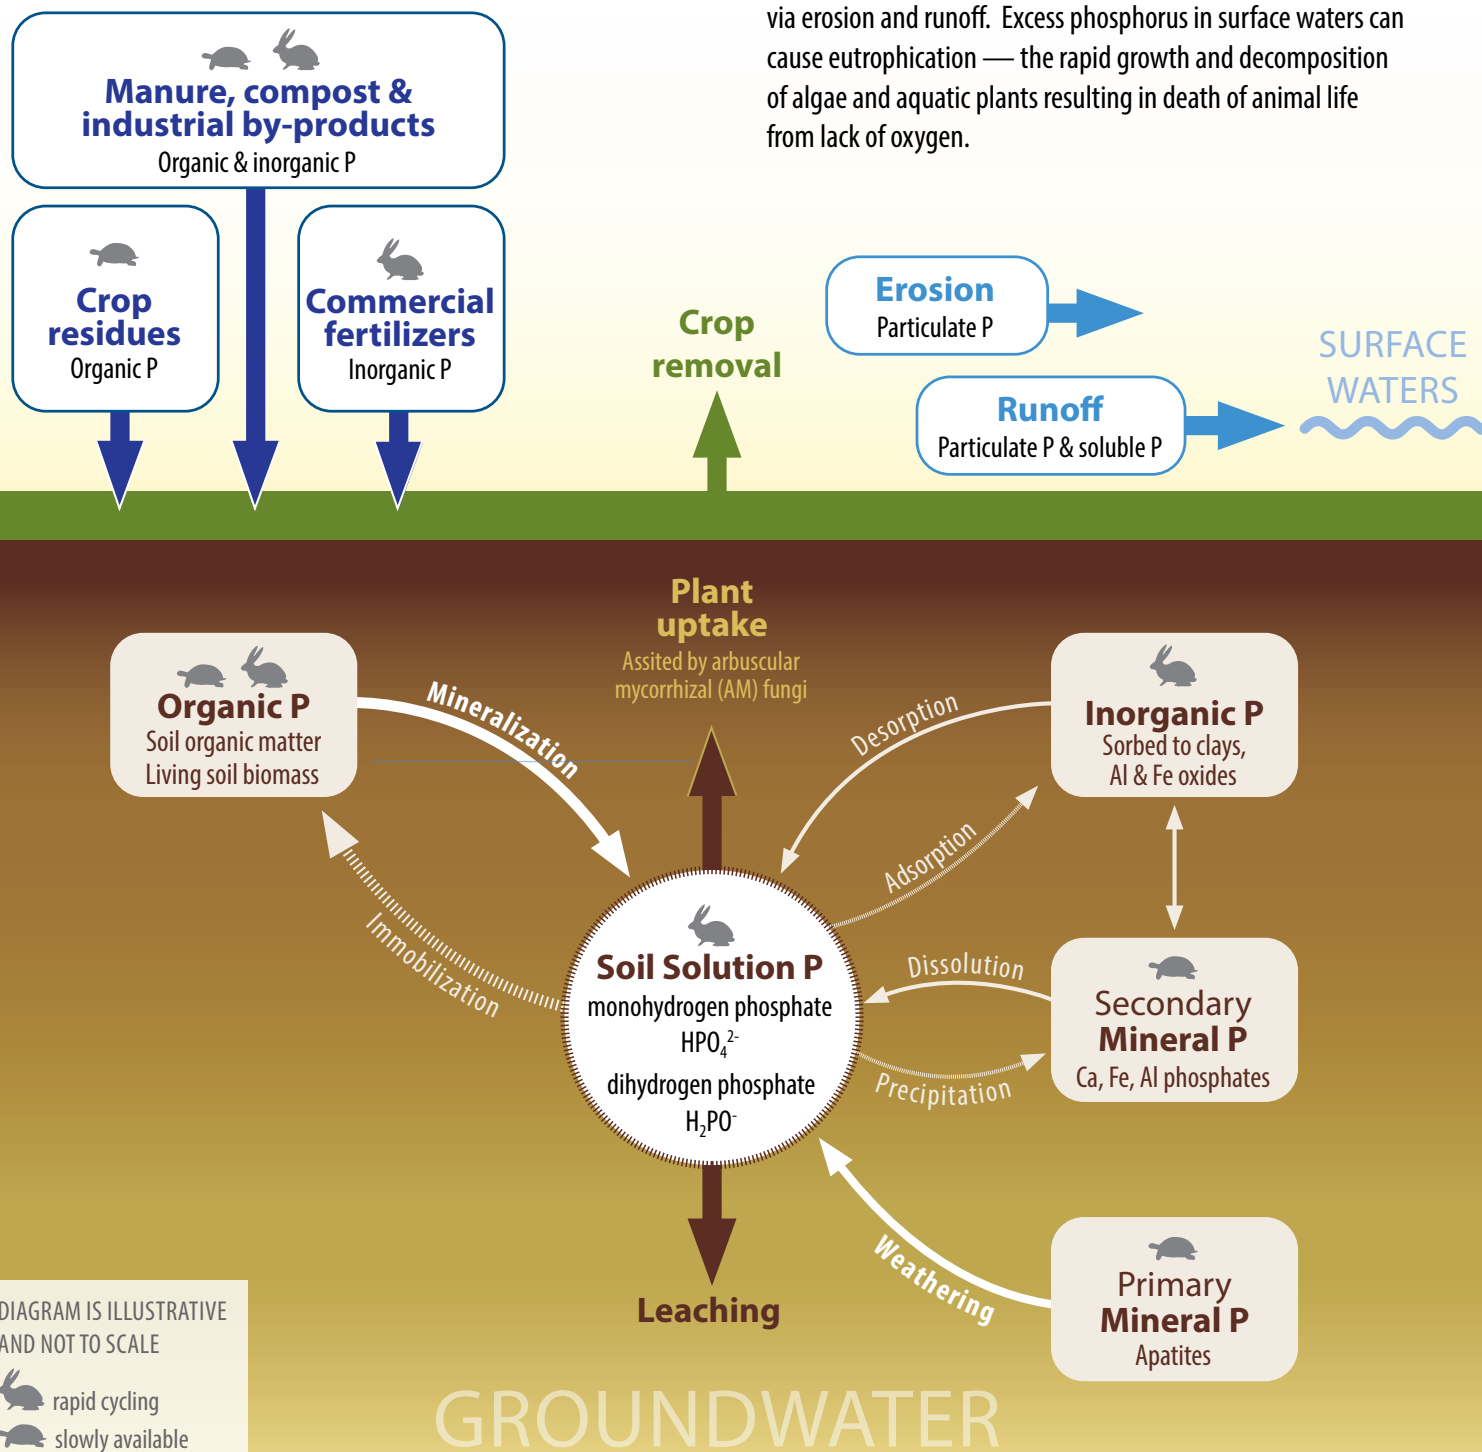 via erosion and runoff. Excess phosphorus in surface waters can
cause eutrophication — the rapid growth and decomposition
of algae and aquatic plants resulting in death of animal life
from lack of oxygen.
Manure, compost &
industrial by-products
Organic & inorganic P
Crop
residues
Organic P
Commercial
fertilizers
Inorganic P
Crop
removal
Erosion
Particulate P
Runoff
Particulate P & soluble P
SURFACE
WATERS
Plant
uptake
Assited by arbuscular
mycorrhizal (AM) fungi
Organic P
Soil organic matter
Living soil biomass
Mineralization
Immobilization
Desorption
Adsorption
Inorganic P
Sorbed to clays,
Al & Fe oxides
Soil Solution P
monohydrogen phosphate
HPO₄²⁻
dihydrogen phosphate
H₂PO⁻
Dissolution
Precipitation
Secondary
Mineral P
Ca, Fe, Al phosphates
Weathering
Primary
Mineral P
Apatites
Leaching
DIAGRAM IS ILLUSTRATIVE
AND NOT TO SCALE
rapid cycling
slowly available
GROUNDWATER